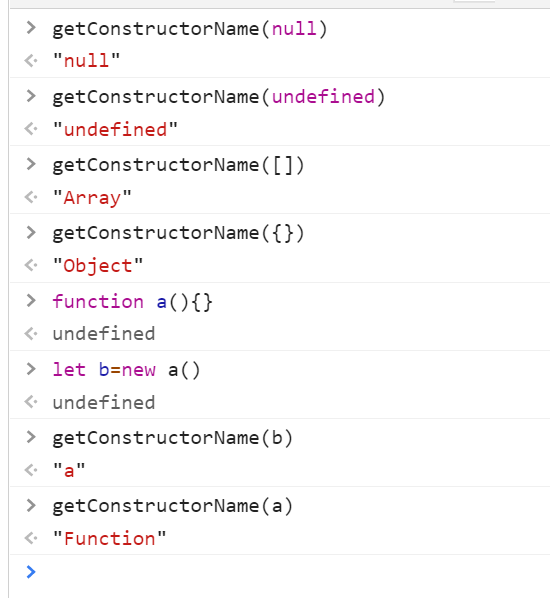 > getConstructorName(null)
<· "null"
> getConstructorName(undefined)
<· "undefined"
> getConstructorName([])
<· "Array"
> getConstructorName({})
<· "Object"
> function a(){}
<· undefined
> let b=new a()
<· undefined
> getConstructorName(b)
<· "a"
> getConstructorName(a)
<· "Function"
>